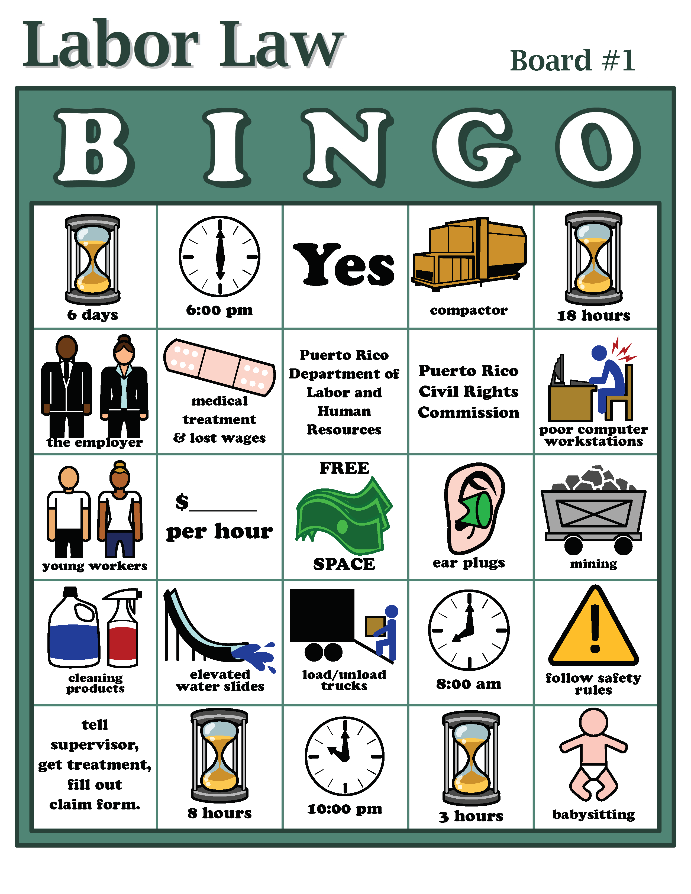 Labor Law
Board #1
B I N G O
6 days
6:00 pm
Yes
compactor
18 hours
the employer
medical
treatment
& lost wages
Puerto Rico
Department of
Labor and
Human
Resources
Puerto Rico
Civil Rights
Commission
poor computer
workstations
young workers
$______
per hour
FREE
SPACE
ear plugs
mining
cleaning
products
elevated
water slides
load/unload
trucks
8:00 am
!
follow safety
rules
tell
supervisor,
get treatment,
fill out
claim form.
8 hours
10:00 pm
3 hours
babysitting